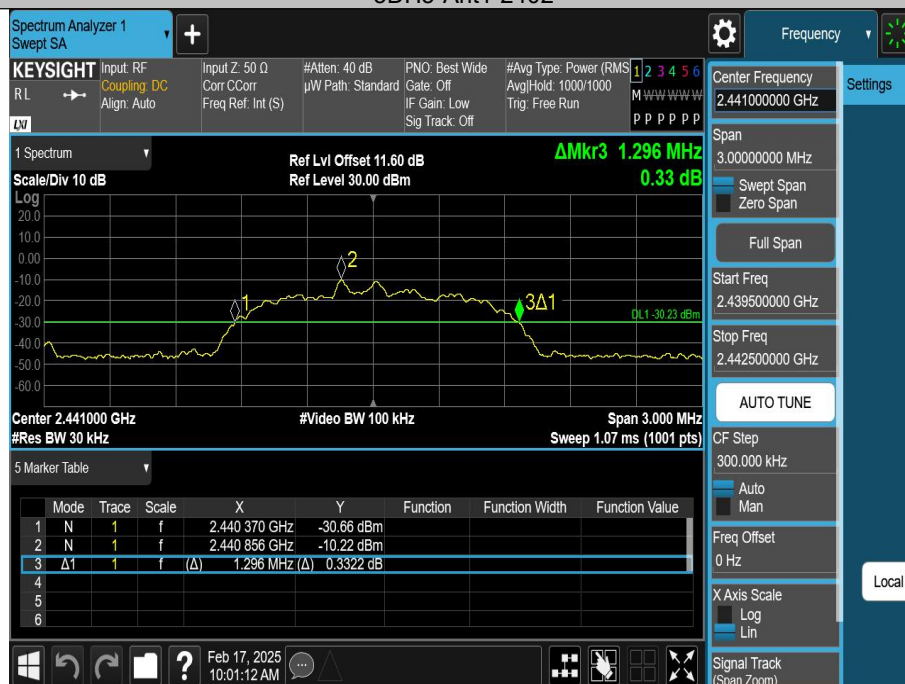 Spectrum Analyzer 1
Swept SA
+
Frequency
KEYSIGHT
RL
LXI
Input: RF
Coupling: DC
Align: Auto
Input Z: 50 Ω
Corr CCorr
Freq Ref: Int (S)
#Atten: 40 dB
µW Path: Standard
PNO: Best Wide
Gate: Off
IF Gain: Low
Sig Track: Off
#Avg Type: Power (RMS
Avg|Hold: 1000/1000
Trig: Free Run
1 2 3 4 5 6
M W W W W W
P P P P P P
1 Spectrum
Scale/Div 10 dB
Ref Lvl Offset 11.60 dB
Ref Level 30.00 dBm
ΔMkr3 1.296 MHz
0.33 dB
Log
20.0
10.0
0.00
-10.0
-20.0
-30.0
-40.0
-50.0
-60.0
1
2
3Δ1
DL1 -30.23 dBm
Center 2.441000 GHz
#Video BW 100 kHz
Span 3.000 MHz
#Res BW 30 kHz
Sweep 1.07 ms (1001 pts)
5 Marker Table
Mode Trace Scale X Y Function Function Width Function Value
1 N 1 f 2.440 370 GHz -30.66 dBm
2 N 1 f 2.440 856 GHz -10.22 dBm
3 Δ1 1 f (Δ) 1.296 MHz (Δ) 0.3322 dB
4
5
6
?
Feb 17, 2025
10:01:12 AM
Center Frequency
2.441000000 GHz
Settings
Span
3.00000000 MHz
Swept Span
Zero Span
Full Span
Start Freq
2.439500000 GHz
Stop Freq
2.442500000 GHz
AUTO TUNE
CF Step
300.000 kHz
Auto
Man
Freq Offset
0 Hz
Local
X Axis Scale
Log
Lin
Signal Track
(Span Zoom)